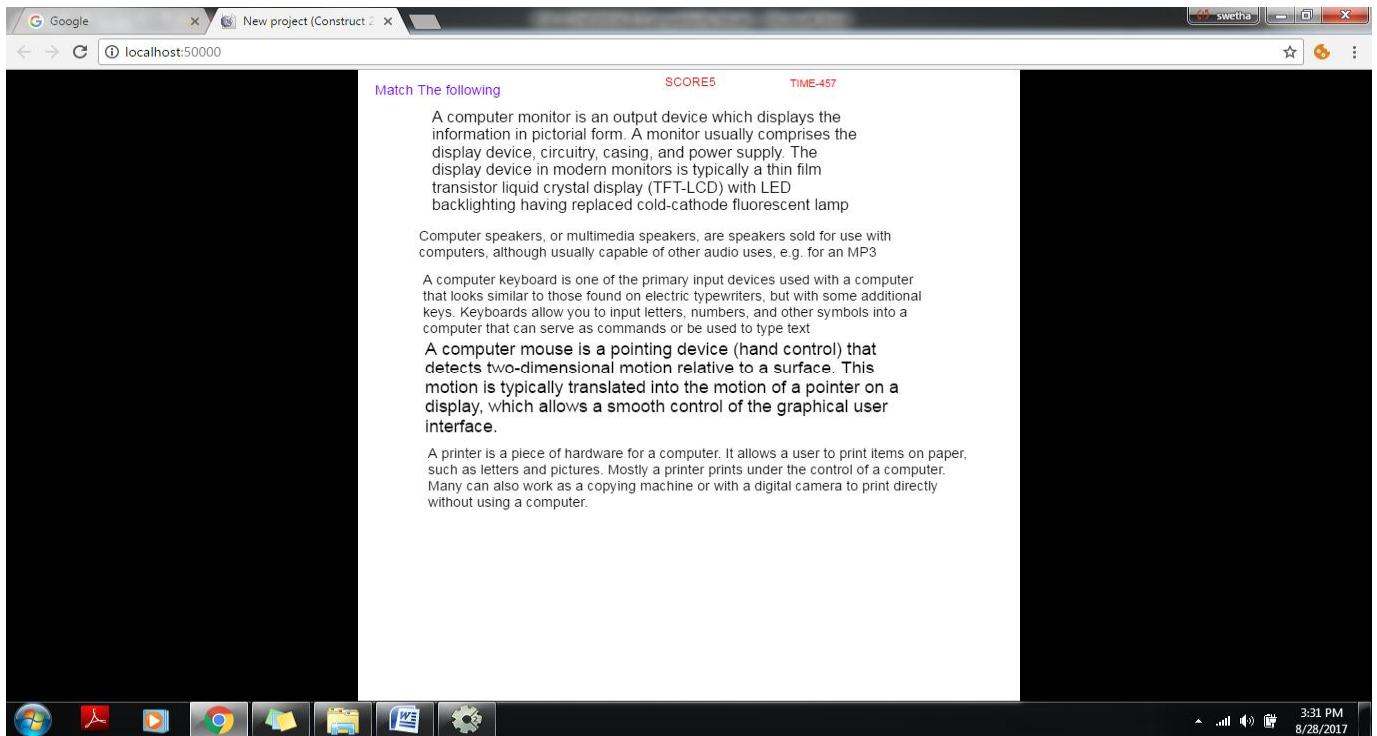 Google
New project (Construct 2
swetha
localhost:50000
Match The following
SCORE5
TIME-457
A computer monitor is an output device which displays the
information in pictorial form. A monitor usually comprises the
display device, circuitry, casing, and power supply. The
display device in modern monitors is typically a thin film
transistor liquid crystal display (TFT-LCD) with LED
backlighting having replaced cold-cathode fluorescent lamp
Computer speakers, or multimedia speakers, are speakers sold for use with
computers, although usually capable of other audio uses, e.g. for an MP3
A computer keyboard is one of the primary input devices used with a computer
that looks similar to those found on electric typewriters, but with some additional
keys. Keyboards allow you to input letters, numbers, and other symbols into a
computer that can serve as commands or be used to type text
A computer mouse is a pointing device (hand control) that
detects two-dimensional motion relative to a surface. This
motion is typically translated into the motion of a pointer on a
display, which allows a smooth control of the graphical user
interface.
A printer is a piece of hardware for a computer. It allows a user to print items on paper,
such as letters and pictures. Mostly a printer prints under the control of a computer.
Many can also work as a copying machine or with a digital camera to print directly
without using a computer.
3:31 PM
8/28/2017